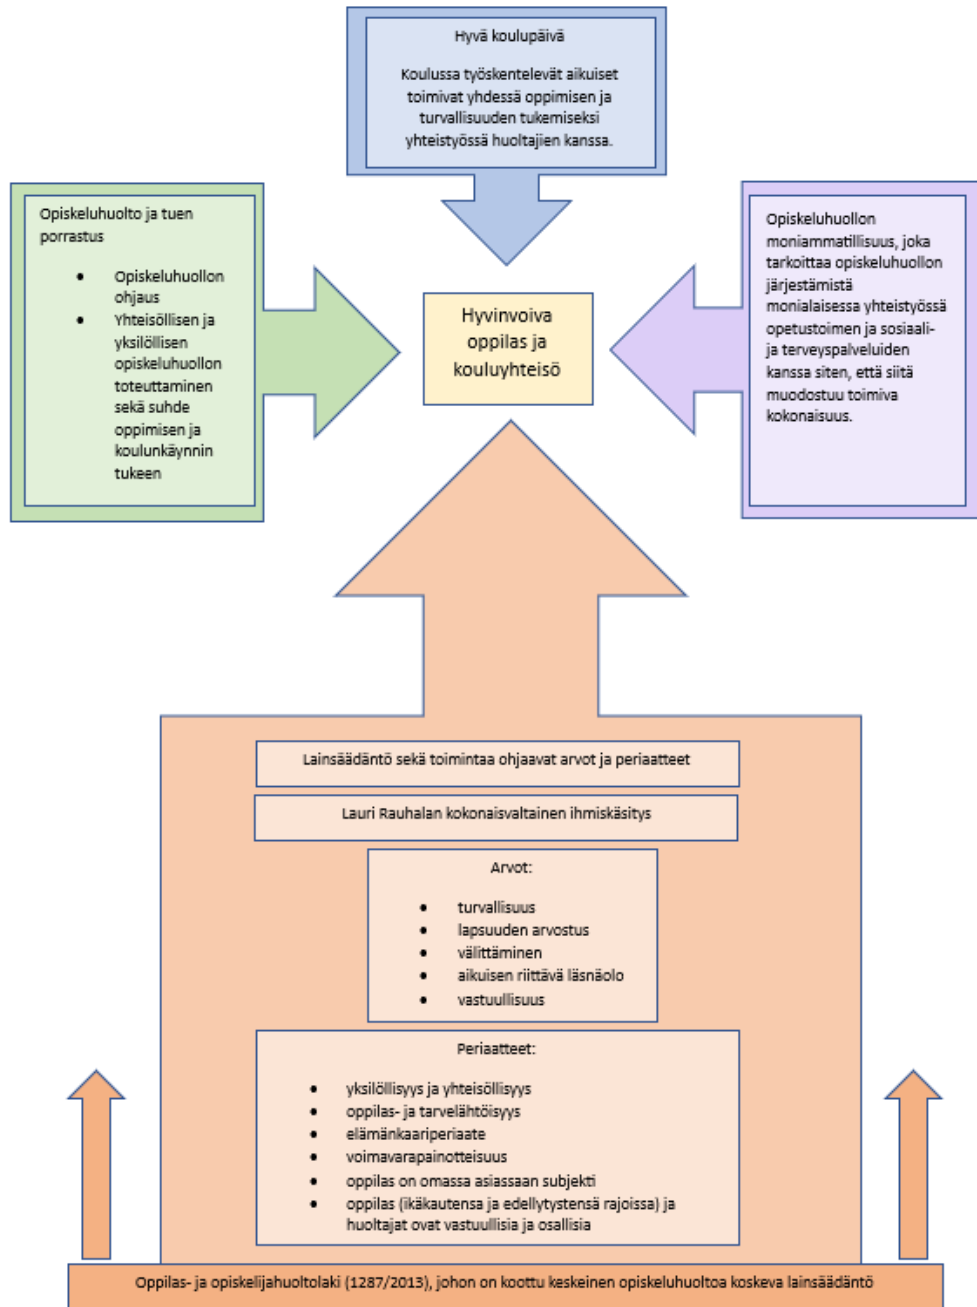 Hyvä koulupäivä
Koulussa työskentelevät aikuiset
toimivat yhdessä oppimisen ja
turvallisuuden tukemiseksi
yhteistyössä huoltajien kanssa.
Opiskeluhuolto ja tuen
porrastus
• Opiskeluhuollon
ohjaus
• Yhteisöllisen ja
yksilöllisen
opiskeluhuollon
toteuttaminen
sekä suhde
oppimisen ja
koulunkäynnin
tukeen
Hyvinvoiva
oppilas ja
kouluyhteisö
Opiskeluhuollon
moniammatillisuus, joka
tarkoittaa opiskeluhuollon
järjestämistä
monialaisessa yhteistyössä
opetustoimen ja sosiaali-
ja terveyspalveluiden
kanssa siten, että siitä
muodostuu toimiva
kokonaisuus.
Lainsäädäntö sekä toimintaa ohjaavat arvot ja periaatteet
Lauri Rauhalan kokonaisvaltainen ihmiskäsitys
Arvot:
• turvallisuus
• lapsuuden arvostus
• välittäminen
• aikuisen riittävä läsnäolo
• vastuullisuus
Periaatteet:
• yksilöllisyys ja yhteisöllisyys
• oppilas- ja tarvelähtöisyys
• elämänkaariperiaate
• voimavarapainotteisuus
• oppilas on omassa asiassaan subjekti
• oppilas (ikäkautensa ja edellytystensä rajoissa) ja
huoltajat ovat vastuullisia ja osallisia
Oppilas- ja opiskelijahuoltolaki (1287/2013), johon on koottu keskeinen opiskeluhuoltoa koskeva lainsäädäntö